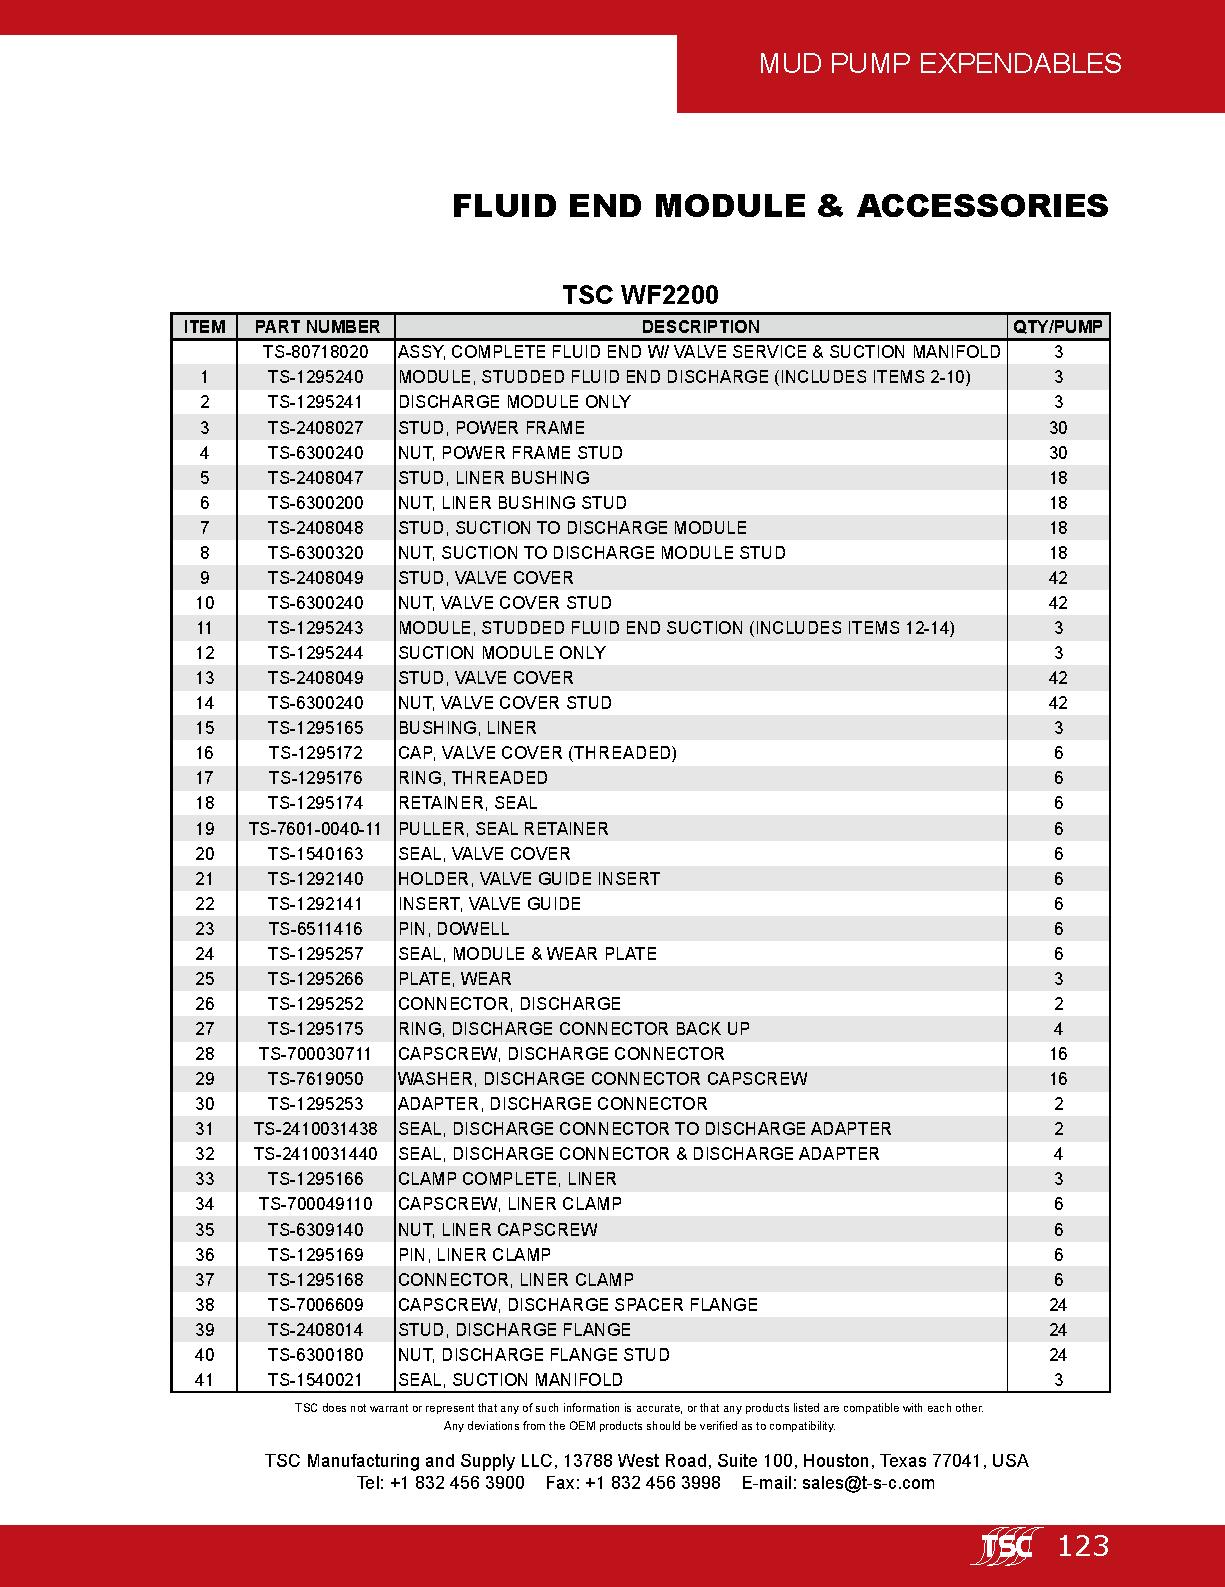 MUD PUMP EXPENDABLES
FLUID END MODULE & ACCESSORIES
TSC WF2200
ITEM PART NUMBER DESCRIPTION QTY/PUMP
TS-80718020 ASSY, COMPLETE FLUID END W/ VALVE SERVICE & SUCTION MANIFOLD 3
1 TS-1295240 MODULE, STUDDED FLUID END DISCHARGE (INCLUDES ITEMS 2-10) 3
2 TS-1295241 DISCHARGE MODULE ONLY 3
3 TS-2408027 STUD, POWER FRAME 30
4 TS-6300240 NUT, POWER FRAME STUD 30
5 TS-2408047 STUD, LINER BUSHING 18
6 TS-6300200 NUT, LINER BUSHING STUD 18
7 TS-2408048 STUD, SUCTION TO DISCHARGE MODULE 18
8 TS-6300320 NUT, SUCTION TO DISCHARGE MODULE STUD 18
9 TS-2408049 STUD, VALVE COVER 42
10 TS-6300240 NUT, VALVE COVER STUD 42
11 TS-1295243 MODULE, STUDDED FLUID END SUCTION (INCLUDES ITEMS 12-14) 3
12 TS-1295244 SUCTION MODULE ONLY 3
13 TS-2408049 STUD, VALVE COVER 42
14 TS-6300240 NUT, VALVE COVER STUD 42
15 TS-1295165 BUSHING, LINER 3
16 TS-1295172 CAP, VALVE COVER (THREADED) 6
17 TS-1295176 RING, THREADED 6
18 TS-1295174 RETAINER, SEAL 6
19 TS-7601-0040-11 PULLER, SEAL RETAINER 6
20 TS-1540163 SEAL, VALVE COVER 6
21 TS-1292140 HOLDER, VALVE GUIDE INSERT 6
22 TS-1292141 INSERT, VALVE GUIDE 6
23 TS-6511416 PIN, DOWELL 6
24 TS-1295257 SEAL, MODULE & WEAR PLATE 6
25 TS-1295266 PLATE, WEAR 3
26 TS-1295252 CONNECTOR, DISCHARGE 2
27 TS-1295175 RING, DISCHARGE CONNECTOR BACK UP 4
28 TS-700030711 CAPSCREW, DISCHARGE CONNECTOR 16
29 TS-7619050 WASHER, DISCHARGE CONNECTOR CAPSCREW 16
30 TS-1295253 ADAPTER, DISCHARGE CONNECTOR 2
31 TS-2410031438 SEAL, DISCHARGE CONNECTOR TO DISCHARGE ADAPTER 2
32 TS-2410031440 SEAL, DISCHARGE CONNECTOR & DISCHARGE ADAPTER 4
33 TS-1295166 CLAMP COMPLETE, LINER 3
34 TS-700049110 CAPSCREW, LINER CLAMP 6
35 TS-6309140 NUT, LINER CAPSCREW 6
36 TS-1295169 PIN, LINER CLAMP 6
37 TS-1295168 CONNECTOR, LINER CLAMP 6
38 TS-7006609 CAPSCREW, DISCHARGE SPACER FLANGE 24
39 TS-2408014 STUD, DISCHARGE FLANGE 24
40 TS-6300180 NUT, DISCHARGE FLANGE STUD 24
41 TS-1540021 SEAL, SUCTION MANIFOLD 3
TSC does not warrant or represent that any of such information is accurate, or that any products listed are compatible with each other.
Any deviations from the OEM products should be verified as to compatibility.
TSC Manufacturing and Supply LLC, 13788 West Road, Suite 100, Houston, Texas 77041, USA
Tel: +1 832 456 3900 Fax: +1 832 456 3998 E-mail: sales@t-s-c.com
TSC 123